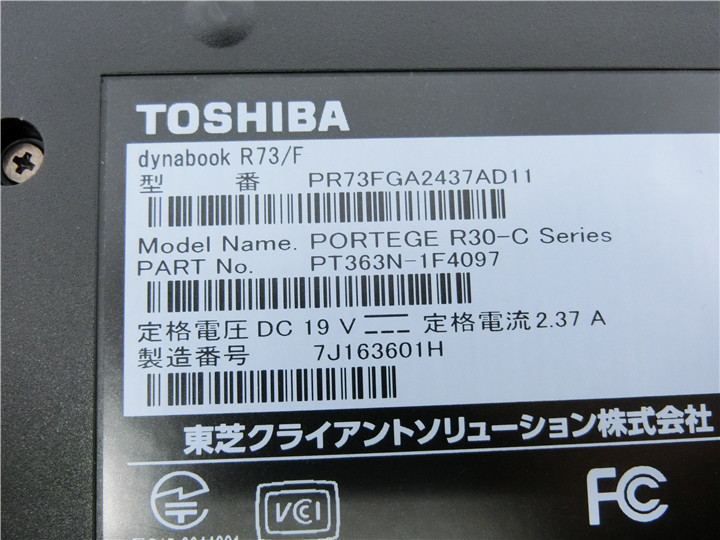 TOSHIBA
dynabook R73/F
型 番 PR73FGA2437AD11
Model Name. PORTEGE R30-C Series
PART No. PT363N-1F4097
定格電圧 DC 19 V 定格電流 2.37 A
製造番号 7J163601H
東芝クライアントソリューション株式会社
VCI
FC